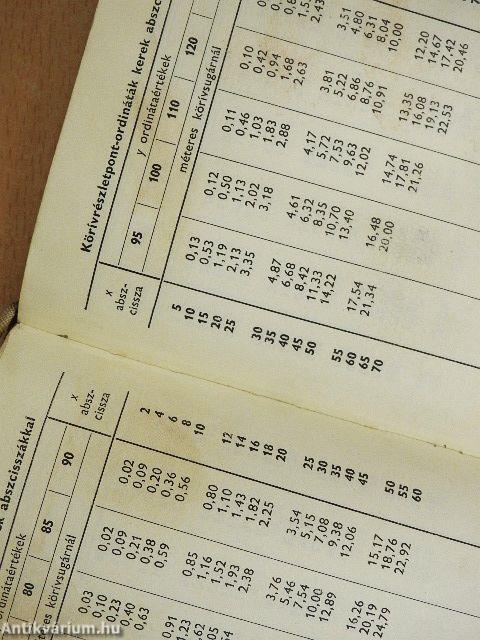 abszcisszákkal
ordinátaértékek
x
absz-
cissza
80 85 90
körívsugárnál
0,03 0,02 0,02 2
0,10 0,09 0,09 4
0,23 0,21 0,20 6
0,40 0,38 0,36 8
0,63 0,59 0,56 10
0,85 0,80 12
1,16 1,10 14
1,52 1,43 16
1,93 1,82 18
2,38 2,25 20
3,76 3,54 25
5,46 5,15 30
7,54 7,08 35
10,00 9,38 40
12,89 12,06 45
16,26 15,17 50
20,19 18,76 55
24,79 22,92 60
Körívrészletpont-ordináták kerek
x
absz-
cissza
y ordinátaértékek
95 100 110 120
méteres körívsugárnál
5 0,13 0,12 0,11 0,10
10 0,53 0,50 0,46 0,42
15 1,19 1,13 1,03 0,94
20 2,13 2,02 1,83 1,68
25 3,35 3,18 2,88 2,63 2,43
30 4,87 4,61 4,17 3,81 3,51
35 6,68 6,32 5,72 5,22 4,80
40 8,42 8,35 7,53 6,86 6,31
45 11,33 10,70 9,63 8,76 8,04
50 14,22 13,40 12,02 10,91 10,00
55 17,54 16,48 14,74 13,35 12,20
60 21,34 20,00 17,81 16,08 14,67
65 21,26 19,13 17,42
70 22,53 20,46
Antikvárium.hu